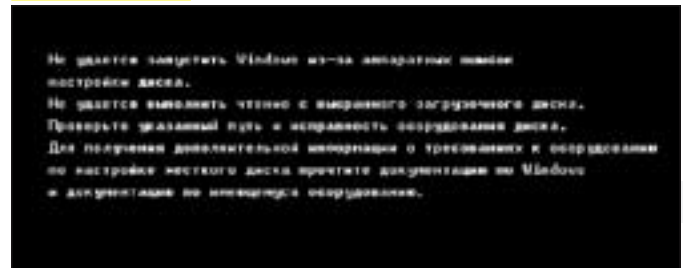 Не удается запустить Windows из-за аппаратных ошибок
настройки диска.
Не удается выполнить чтение с выбранного загрузочного диска.
Проверьте указанный путь и исправность оборудования диска.
Для получения дополнительной информации о требованиях к оборудованию
по настройке жесткого диска прочтите документацию по Windows
и документацию по имеющемуся оборудованию.